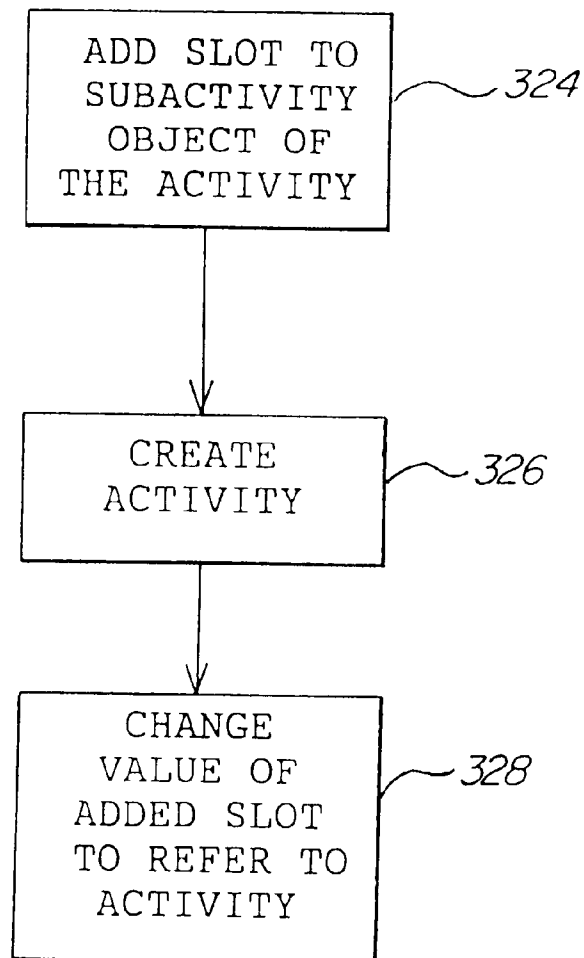 ADD SLOT TO
SUBACTIVITY
OBJECT OF
THE ACTIVITY
324
CREATE
ACTIVITY
326
CHANGE
VALUE OF
ADDED SLOT
TO REFER TO
ACTIVITY
328